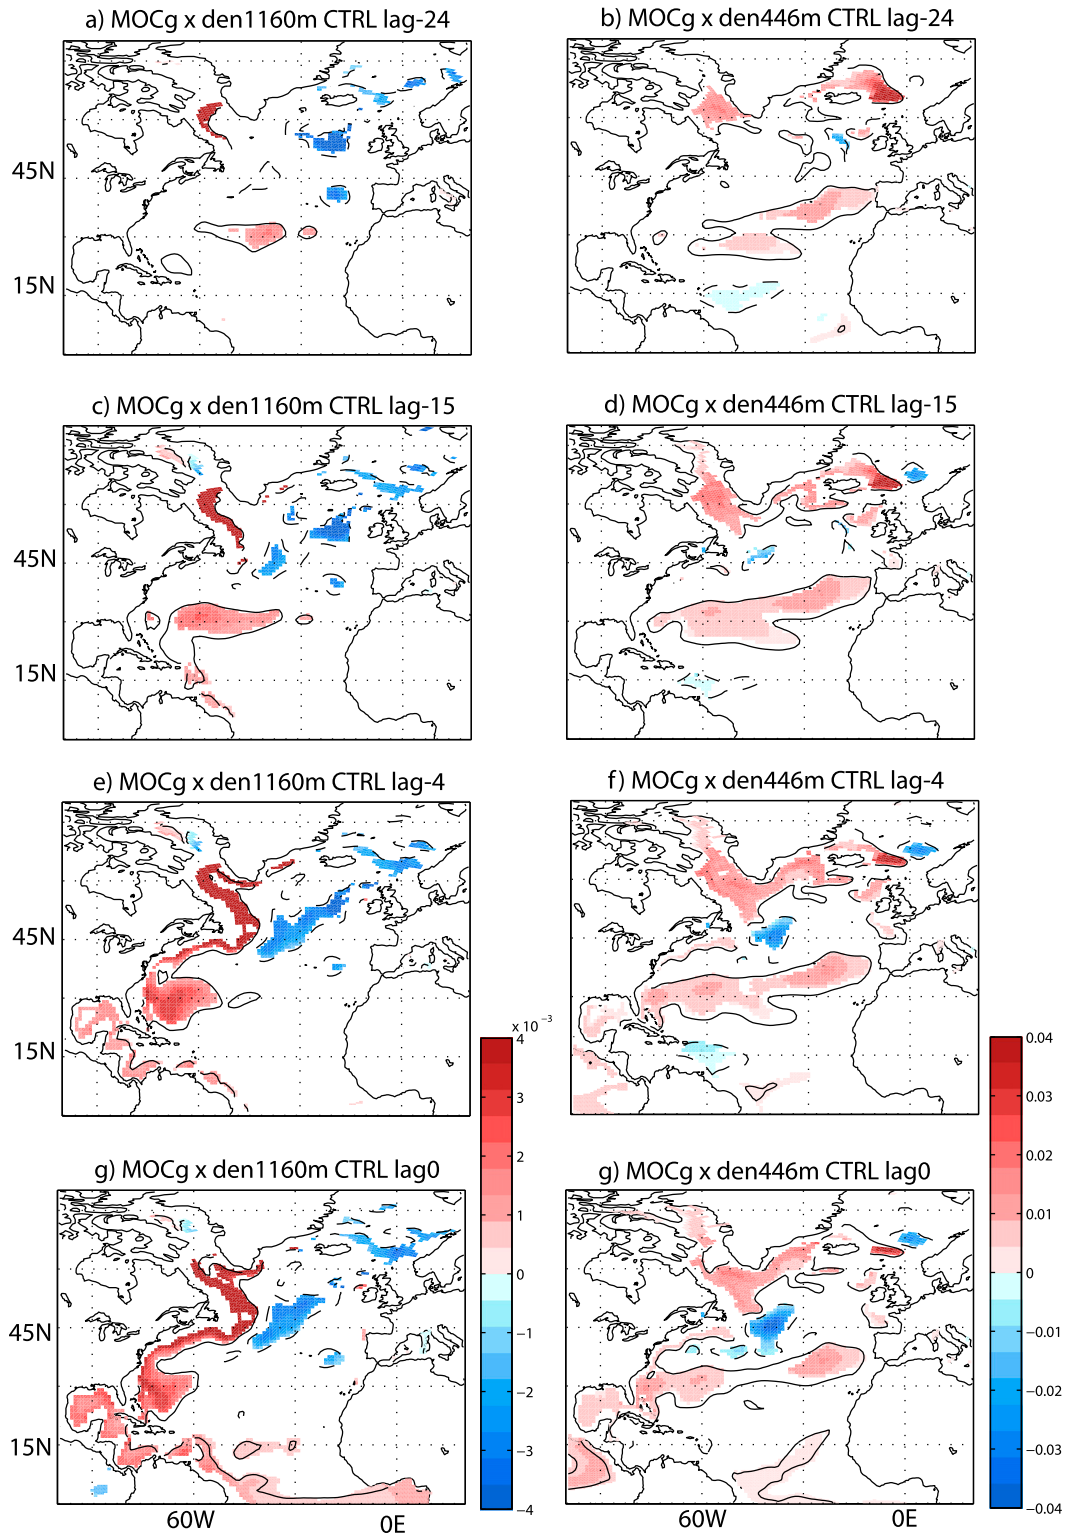 a) MOCg x den1160m CTRL lag-24
b) MOCg x den446m CTRL lag-24
45N
15N
c) MOCg x den1160m CTRL lag-15
d) MOCg x den446m CTRL lag-15
45N
15N
e) MOCg x den1160m CTRL lag-4
f) MOCg x den446m CTRL lag-4
45N
15N
x 10⁻³
4
3
2
1
0
−1
−2
−3
−4
0.04
0.03
0.02
0.01
0
−0.01
−0.02
−0.03
−0.04
g) MOCg x den1160m CTRL lag0
g) MOCg x den446m CTRL lag0
45N
15N
60W
0E
60W
0E